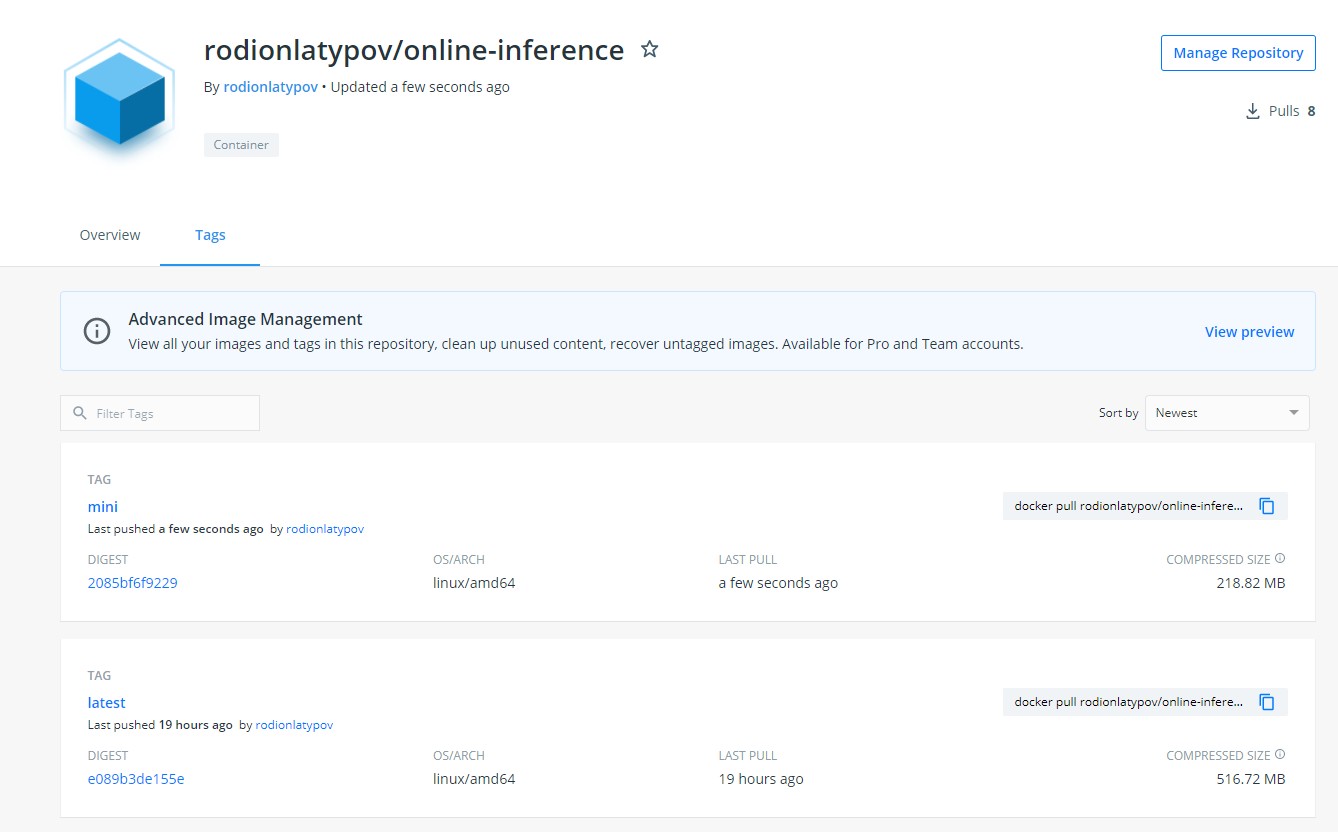 rodionlatypov/online-inference
Manage Repository
By rodionlatypov • Updated a few seconds ago
Pulls 8
Container
Overview
Tags
Advanced Image Management
View all your images and tags in this repository, clean up unused content, recover untagged images. Available for Pro and Team accounts.
View preview
Filter Tags
Sort by
Newest
TAG
mini
docker pull rodionlatypov/online-infere...
Last pushed a few seconds ago by rodionlatypov
DIGEST
OS/ARCH
LAST PULL
COMPRESSED SIZE
2085bf6f9229
linux/amd64
a few seconds ago
218.82 MB
TAG
latest
docker pull rodionlatypov/online-infere...
Last pushed 19 hours ago by rodionlatypov
DIGEST
OS/ARCH
LAST PULL
COMPRESSED SIZE
e089b3de155e
linux/amd64
19 hours ago
516.72 MB